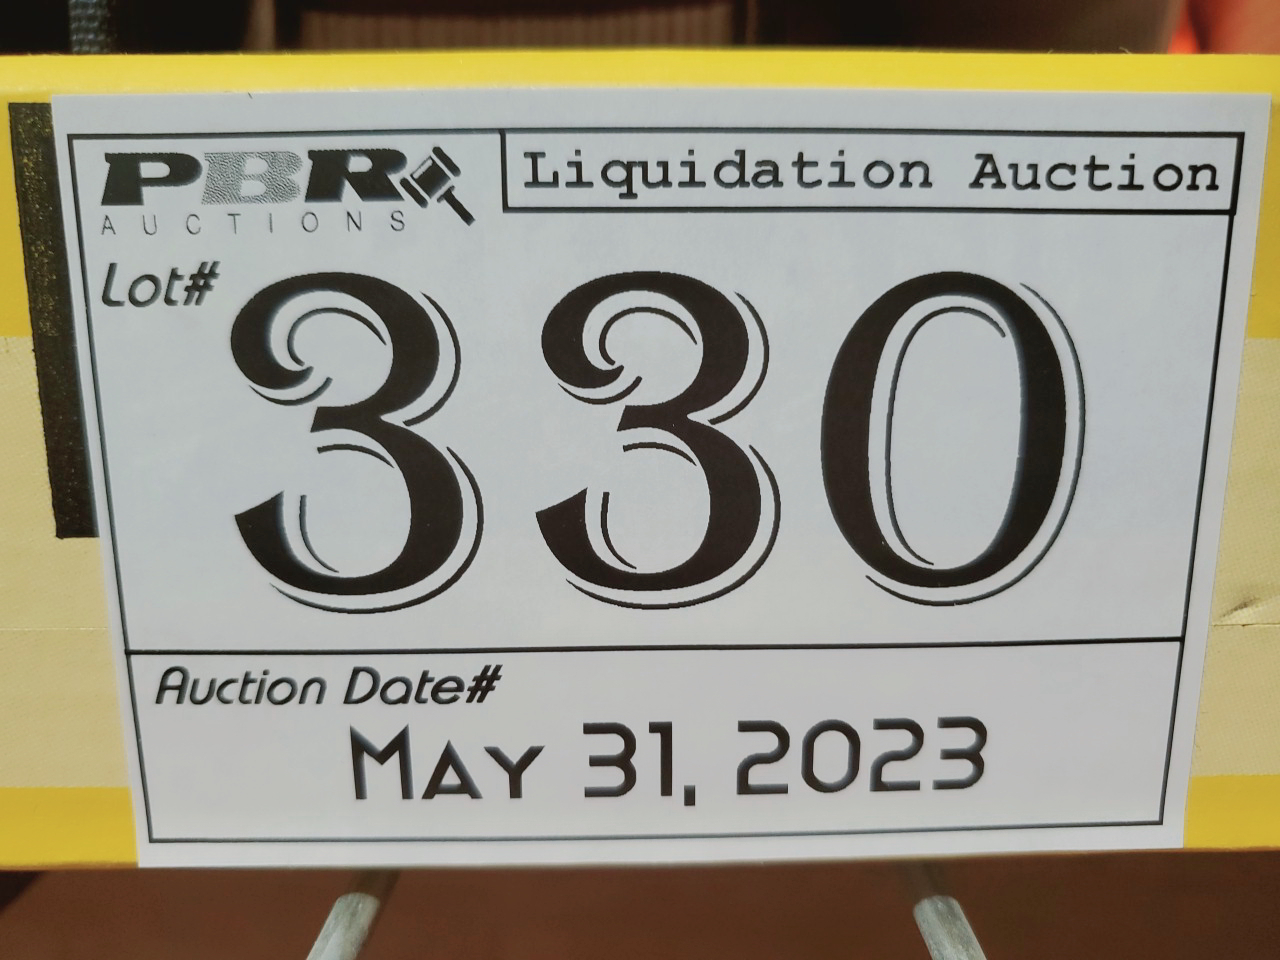 PBR
AUCTIONS
Liquidation Auction
Lot#
330
Auction Date#
May 31, 2023